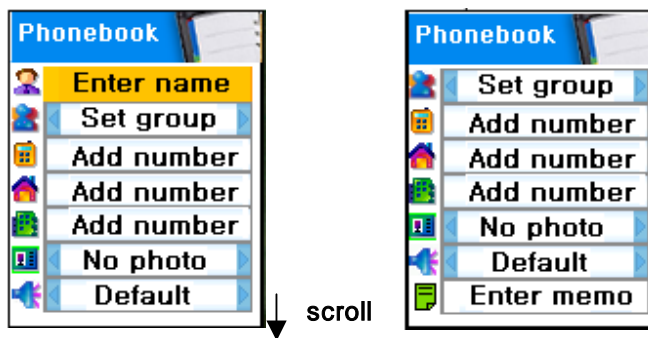 Phonebook
Enter name
Set group
Add number
Add number
Add number
No photo
Default
scroll
Phonebook
Set group
Add number
Add number
Add number
No photo
Default
Enter memo